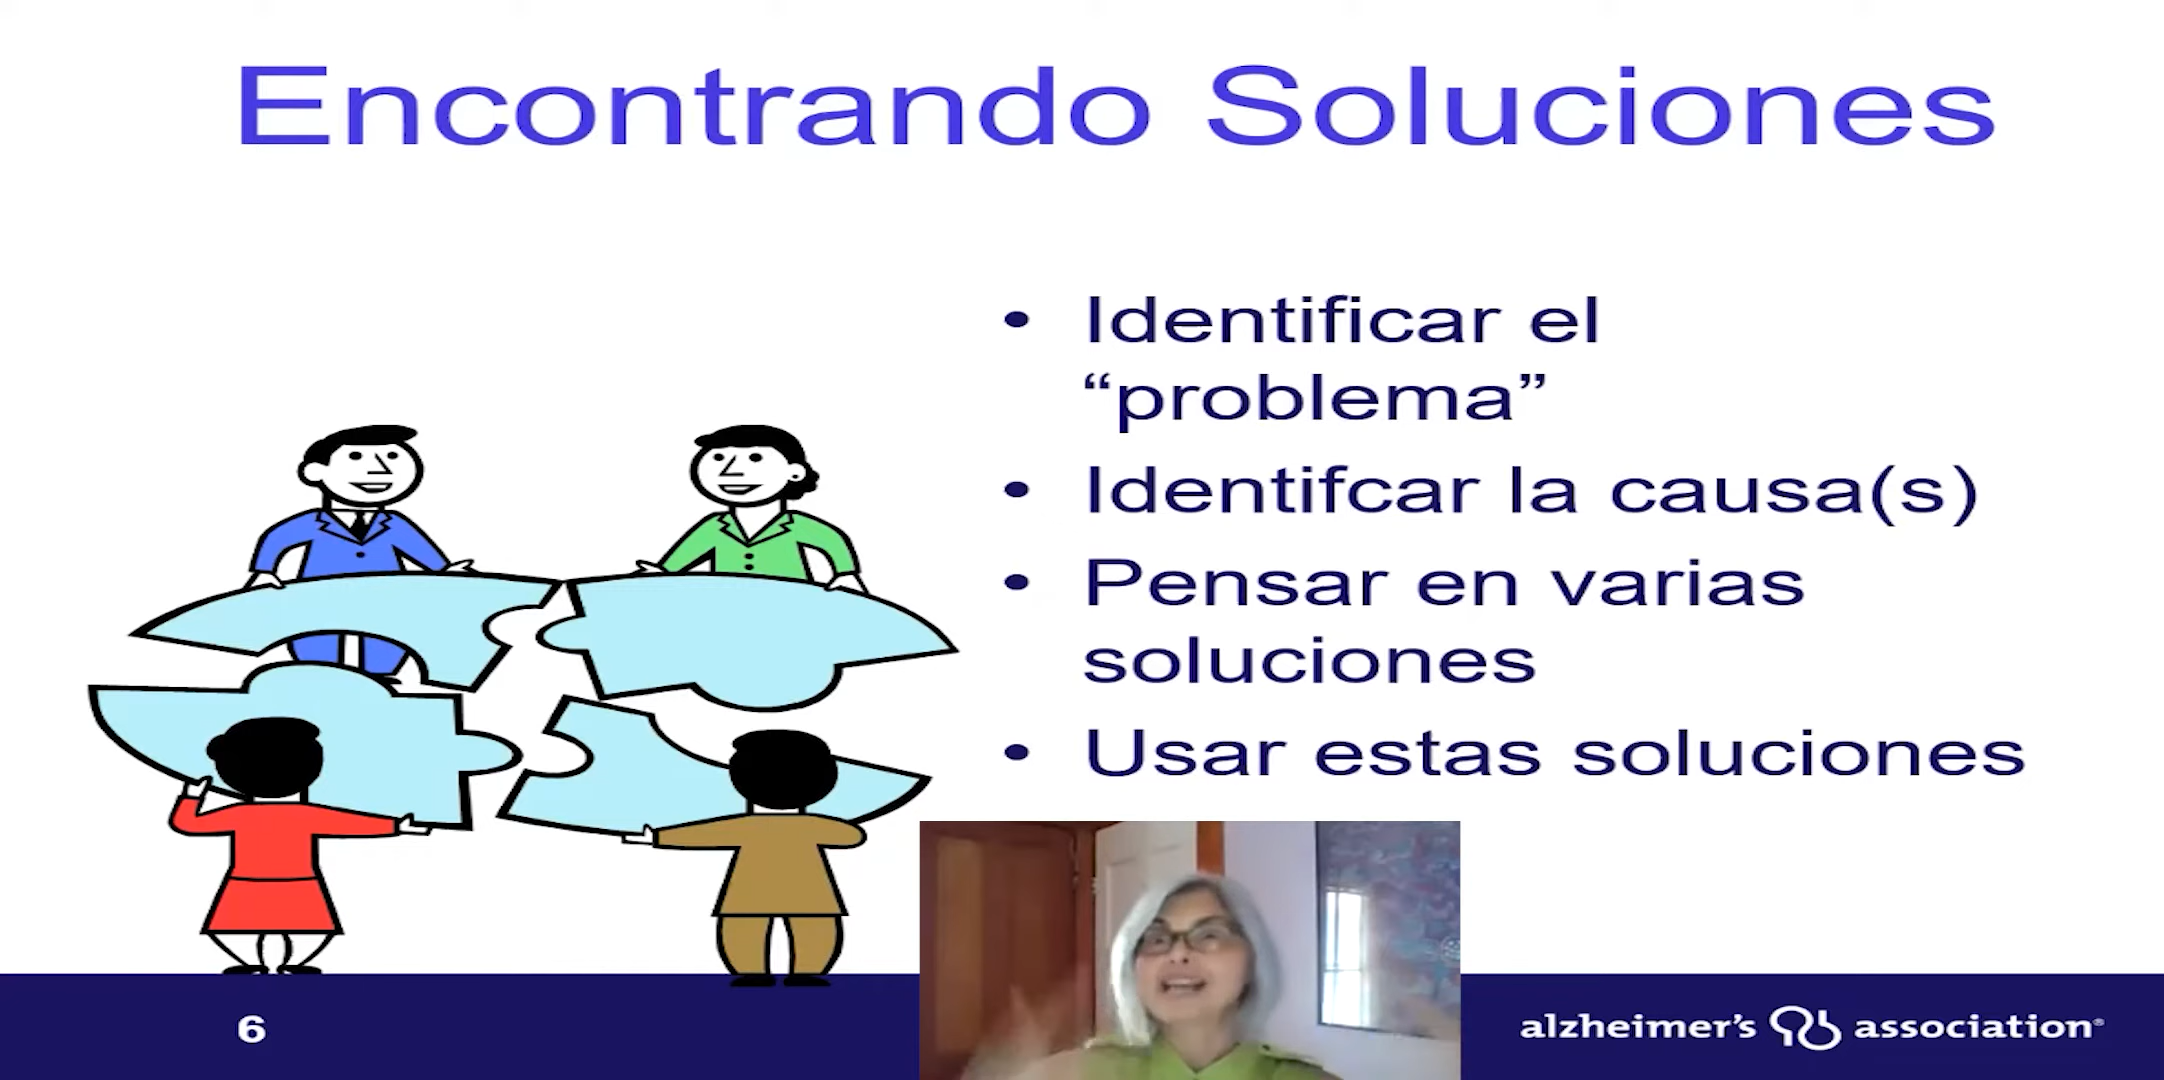 Encontrando Soluciones
• Identificar el
“problema”
• Identifcar la causa(s)
• Pensar en varias
soluciones
• Usar estas soluciones
6
alzheimer's association®